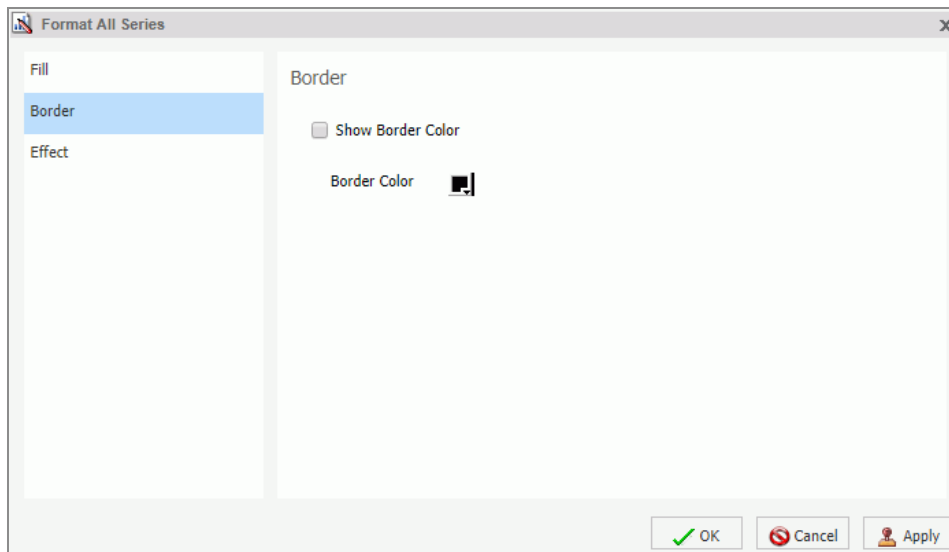 Format All Series
x
Fill
Border
Effect
Border
Show Border Color
Border Color
OK
Cancel
Apply